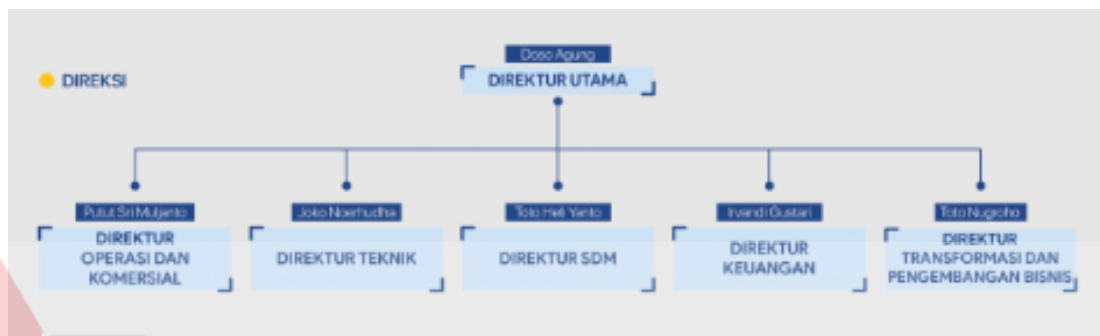 Doso Agung
DIREKSI
DIREKTUR UTAMA
Putut Sri Muljanto
Joko Noerhudha
Toto Heli Yanto
Irvandi Gustari
Toto Nugroho
DIREKTUR
OPERASI DAN
KOMERSIAL
DIREKTUR TEKNIK
DIREKTUR SDM
DIREKTUR
KEUANGAN
DIREKTUR
TRANSFORMASI DAN
PENGEMBANGAN BISNIS